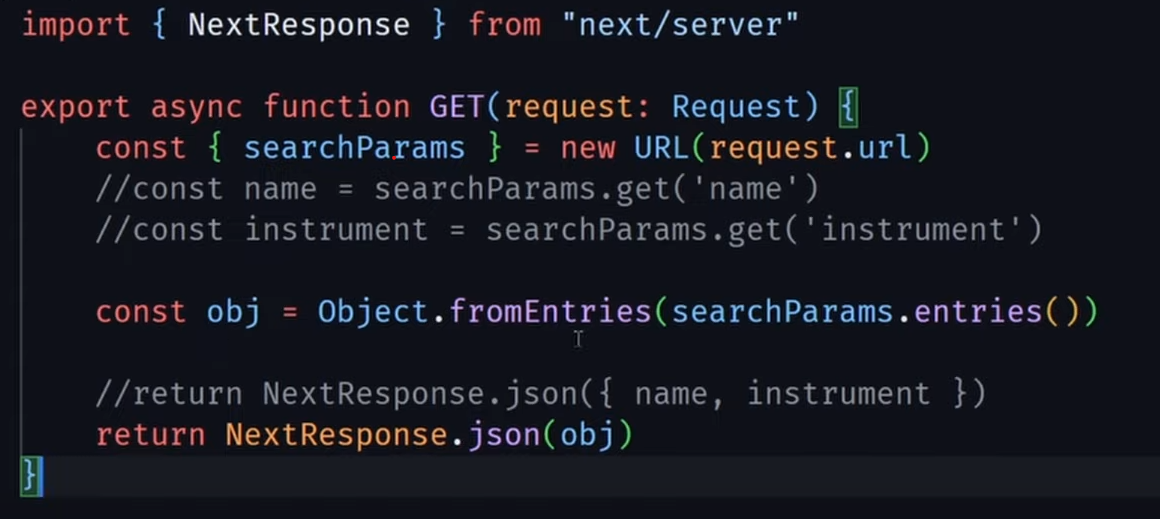 import { NextResponse } from "next/server"
export async function GET(request: Request) {
const { searchParams } = new URL(request.url)
//const name = searchParams.get('name')
//const instrument = searchParams.get('instrument')
const obj = Object.fromEntries(searchParams.entries())
//return NextResponse.json({ name, instrument })
return NextResponse.json(obj)
}